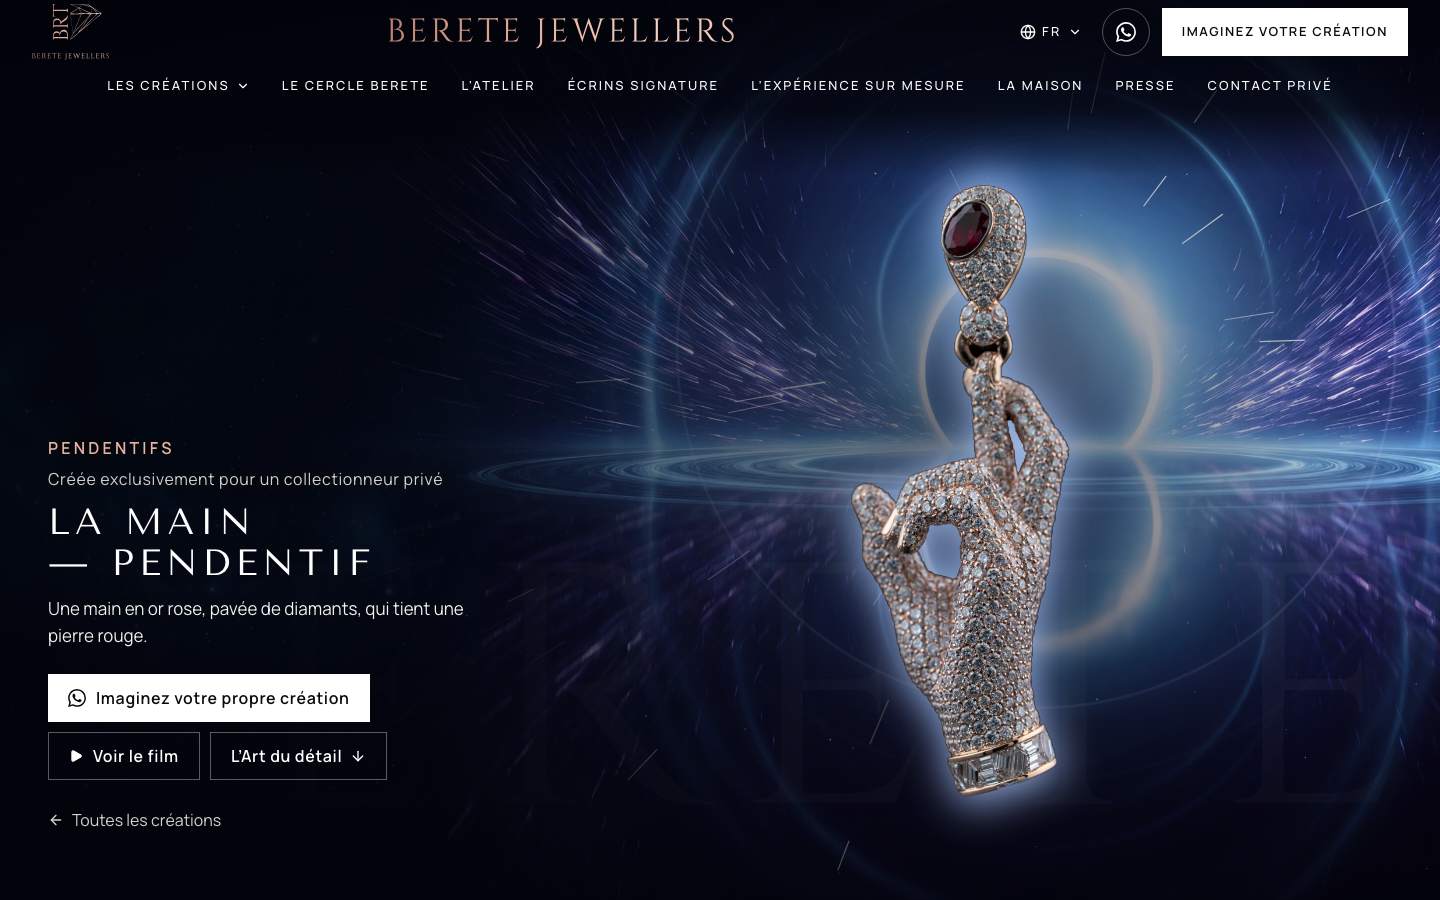 BRT
BERETE JEWELLERS
BERETE JEWELLERS
FR
IMAGINEZ VOTRE CRÉATION
LES CRÉATIONS
LE CERCLE BERETE
L'ATELIER
ÉCRINS SIGNATURE
L'EXPÉRIENCE SUR MESURE
LA MAISON
PRESSE
CONTACT PRIVÉ
PENDENTIFS
Créée exclusivement pour un collectionneur privé
LA MAIN
— PENDENTIF
Une main en or rose, pavée de diamants, qui tient une
pierre rouge.
Imaginez votre propre création
Voir le film
L'Art du détail
Toutes les créations